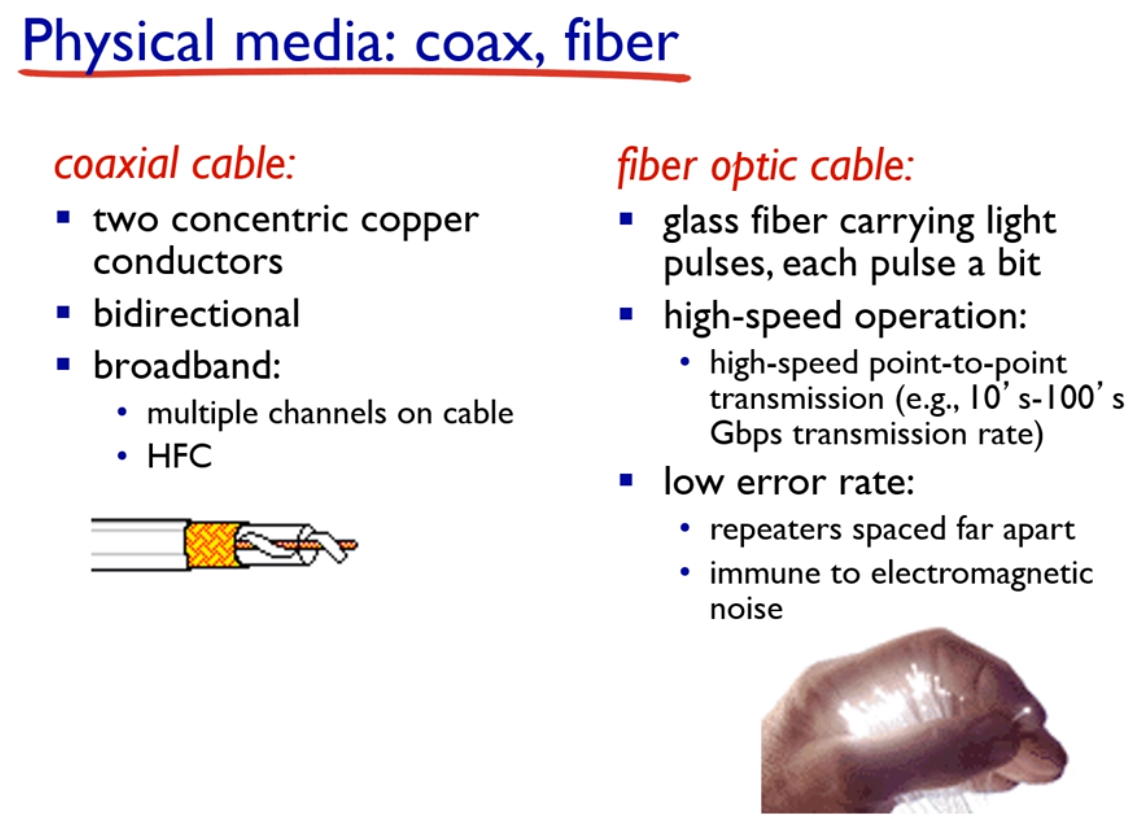 Physical media: coax, fiber
coaxial cable:
two concentric copper
conductors
bidirectional
broadband:
multiple channels on cable
HFC
fiber optic cable:
glass fiber carrying light
pulses, each pulse a bit
high-speed operation:
high-speed point-to-point
transmission (e.g., 10’ s-100’ s
Gbps transmission rate)
low error rate:
repeaters spaced far apart
immune to electromagnetic
noise